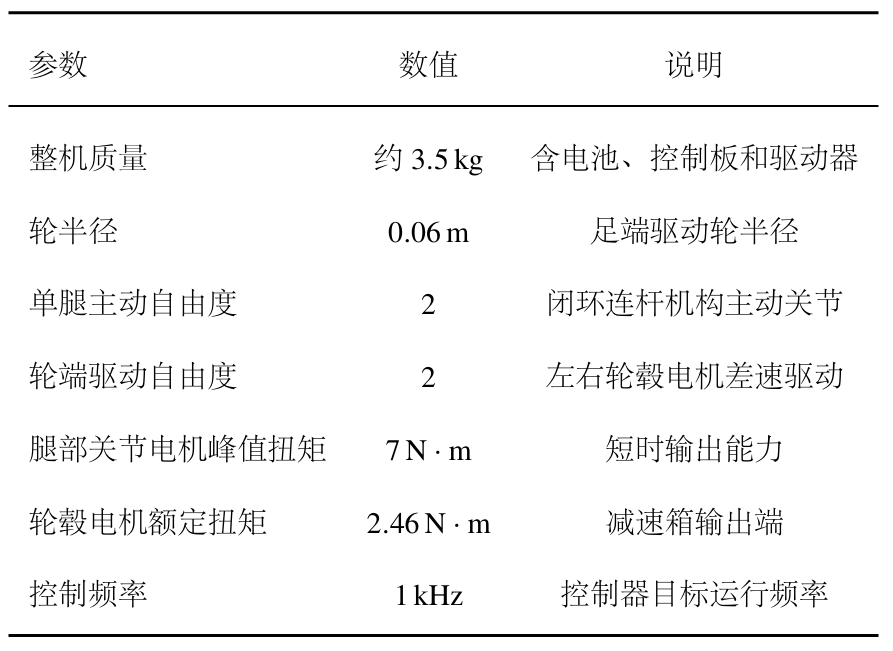 参数 数值 说明
整机质量 约 3.5 kg 含电池、控制板和驱动器
轮半径 0.06 m 足端驱动轮半径
单腿主动自由度 2 闭环连杆机构主动关节
轮端驱动自由度 2 左右轮毂电机差速驱动
腿部关节电机峰值扭矩 7 N · m 短时输出能力
轮毂电机额定扭矩 2.46 N · m 减速箱输出端
控制频率 1 kHz 控制器目标运行频率